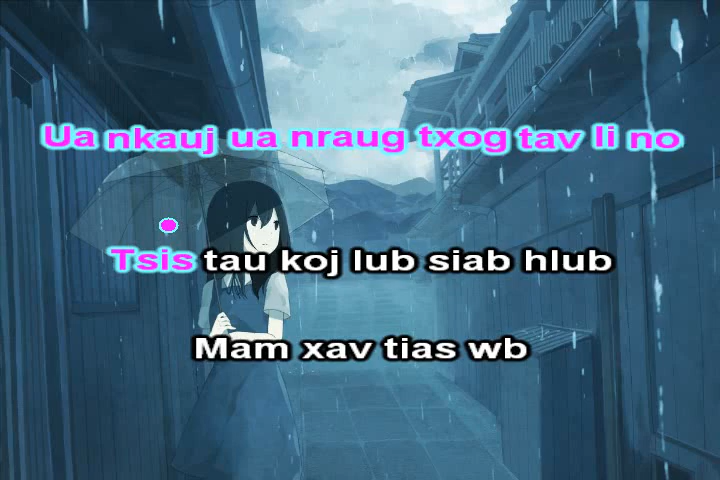 Ua nkauj ua nraug txog tav li no
Tsis tau koj lub siab hlub
Mam xav tias wb